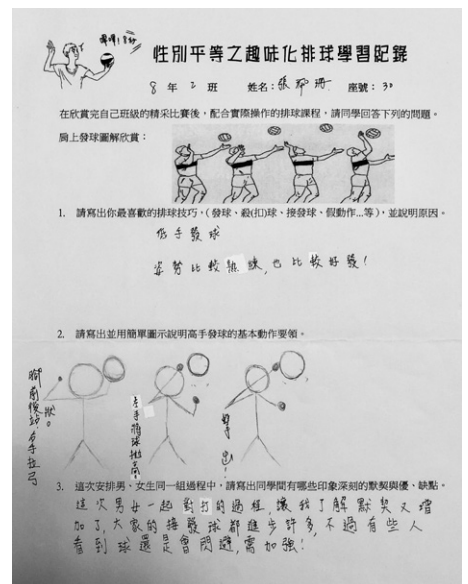 性別平等之趣味化排球學習記錄
8 年 2 班 姓名:張 珊 座號:30
在欣賞完自己班級的精采比賽後,配合實際操作的排球課程,請同學回答下列的問題。
肩上發球圖解欣賞:
1. 請寫出你最喜歡的排球技巧,(發球、殺(扣)球、接發球、假動作...等),並說明原因。
低手發球
姿勢比較熟練,也比較好發!
2. 請寫出並用簡單圖示說明高手發球的基本動作要領。
腳前後站,右手拉弓
狀。
左手將球拋高
擊出!
3. 這次安排男、女生同一組過程中,請寫出同學間有哪些印象深刻的默契與優、缺點。
這次男女一起對打的過程,讓我了解默契又增
加了,大家的接發球都進步許多,不過有些人
看到球還是會閃避,需加強!